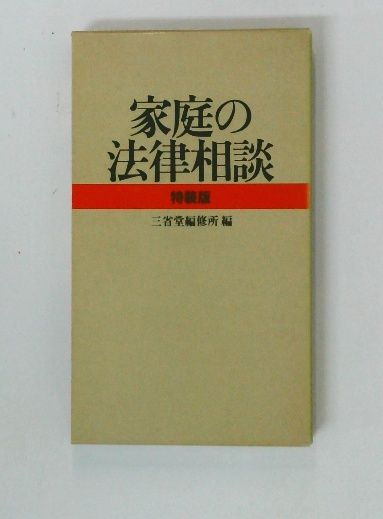 家庭の
法律相談
特装版
三省堂編修所 編